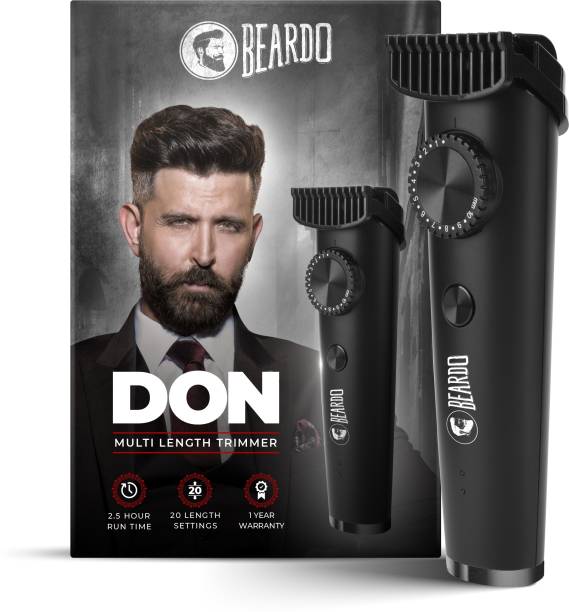 BEARDO
DON
MULTI LENGTH TRIMMER
2.5 HOUR
RUN TIME
20
20 LENGTH
SETTINGS
1 YEAR
WARRANTY
BEARDO
BEARDO